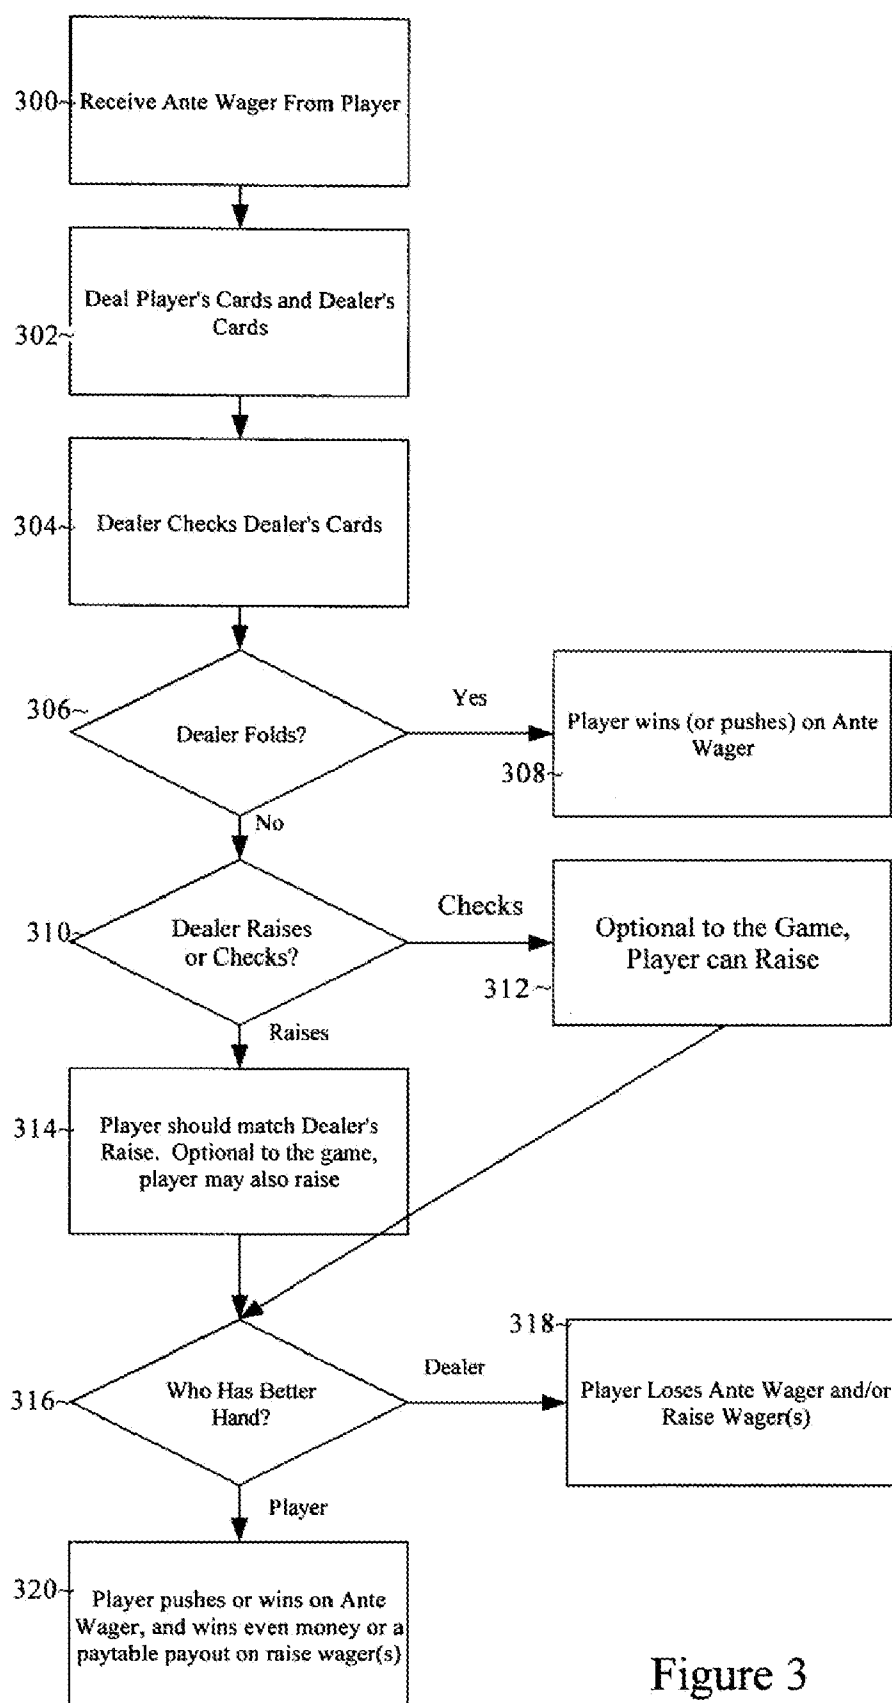 300~
Receive Ante Wager From Player
302~
Deal Player's Cards and Dealer's
Cards
304~
Dealer Checks Dealer's Cards
306~
Dealer Folds?
Yes
Player wins (or pushes) on Ante
Wager
308~
No
310~
Dealer Raises
or Checks?
Checks
Optional to the Game,
Player can Raise
312~
Raises
314~
Player should match Dealer's
Raise. Optional to the game,
player may also raise
316~
Who Has Better
Hand?
Dealer
318~
Player Loses Ante Wager and/or
Raise Wager(s)
Player
320~
Player pushes or wins on Ante
Wager, and wins even money or a
paytable payout on raise wager(s)
Figure 3